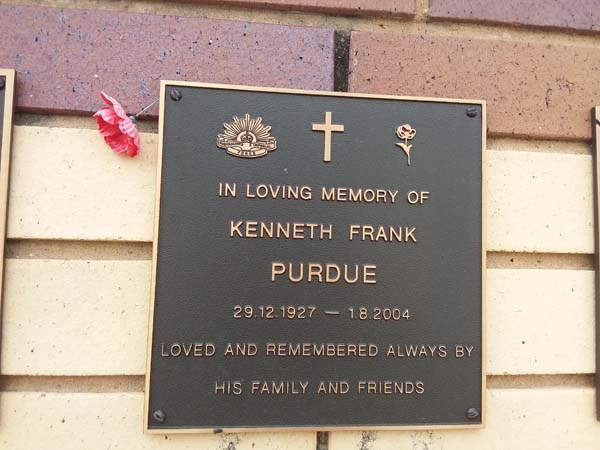 IN LOVING MEMORY OF
KENNETH FRANK
PURDUE
29.12.1927 — 1.8.2004
LOVED AND REMEMBERED ALWAYS BY
HIS FAMILY AND FRIENDS